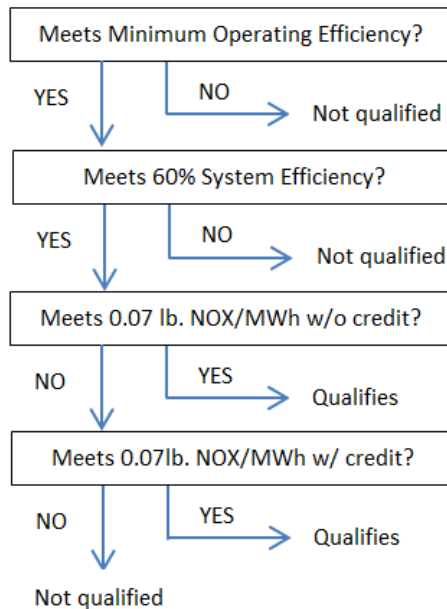 Meets Minimum Operating Efficiency?
YES
NO
Not qualified
Meets 60% System Efficiency?
YES
NO
Not qualified
Meets 0.07 lb. NOX/MWh w/o credit?
NO
YES
Qualifies
Meets 0.07lb. NOX/MWh w/ credit?
NO
YES
Qualifies
Not qualified